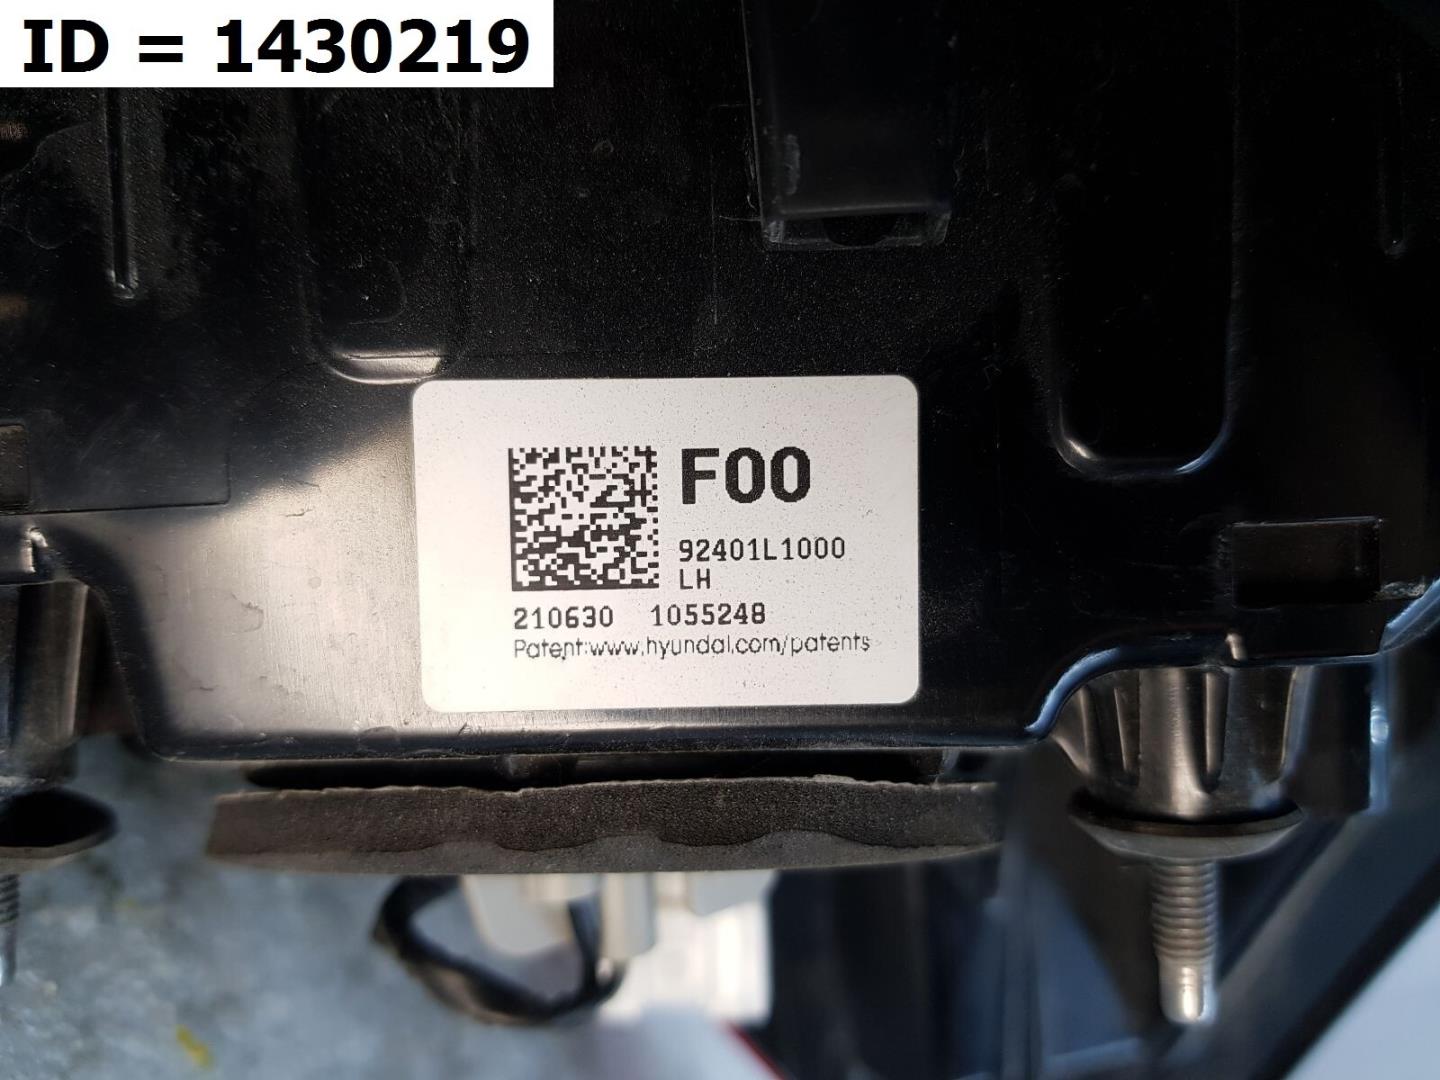 ID = 1430219
F00
92401L1000
LH
210630 1055248
Patent:www.hyundai.com/patents